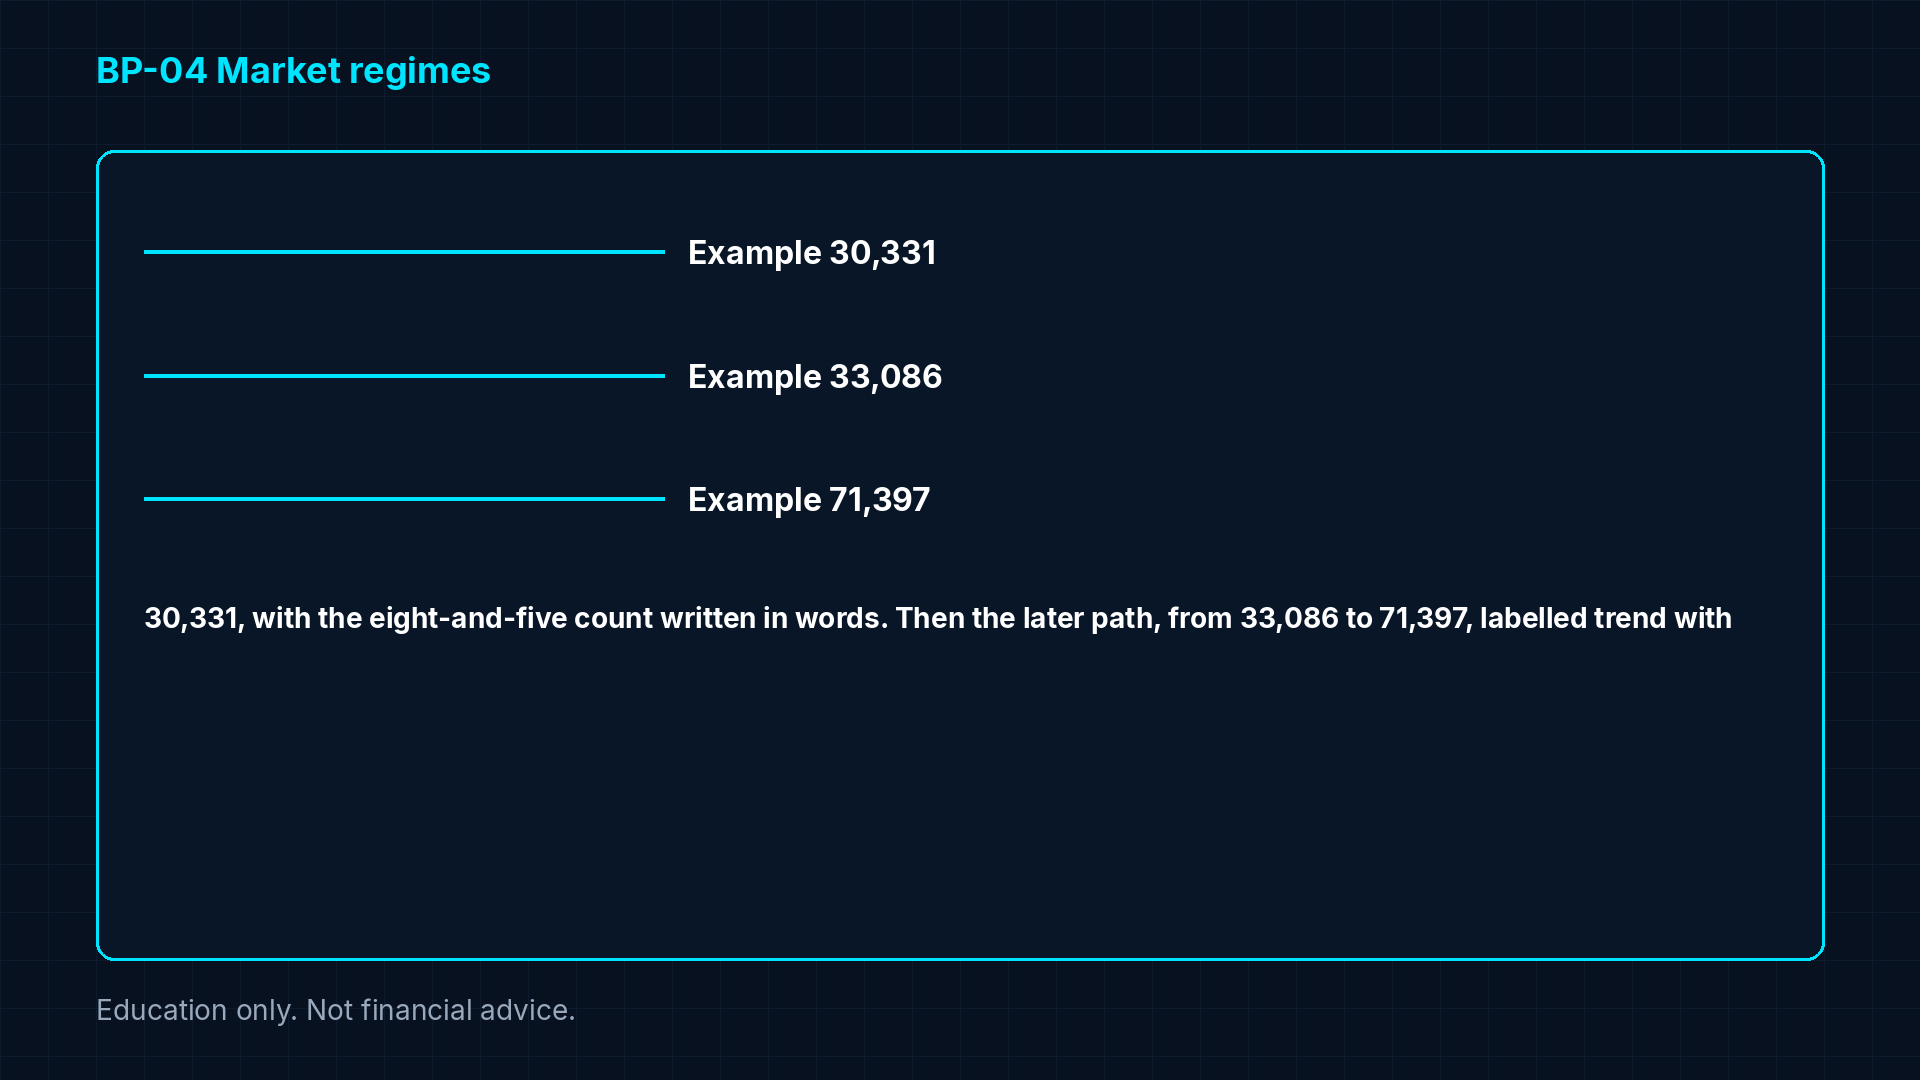 BP-04 Market regimes
Example 30,331
Example 33,086
Example 71,397
30,331, with the eight-and-five count written in words. Then the later path, from 33,086 to 71,397, labelled trend with
Education only. Not financial advice.